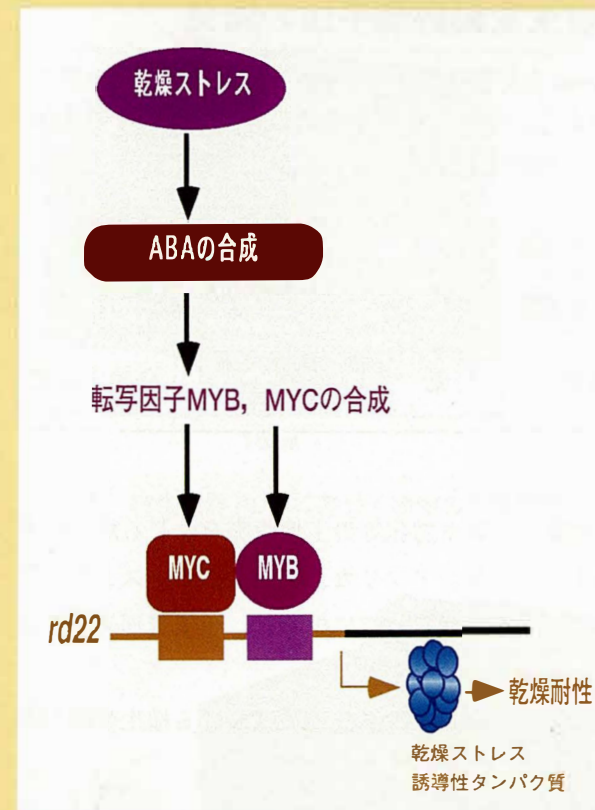 乾燥ストレス
ABAの合成
転写因子MYB，MYCの合成
MYC
MYB
rd22
乾燥耐性
乾燥ストレス
誘導性タンパク質